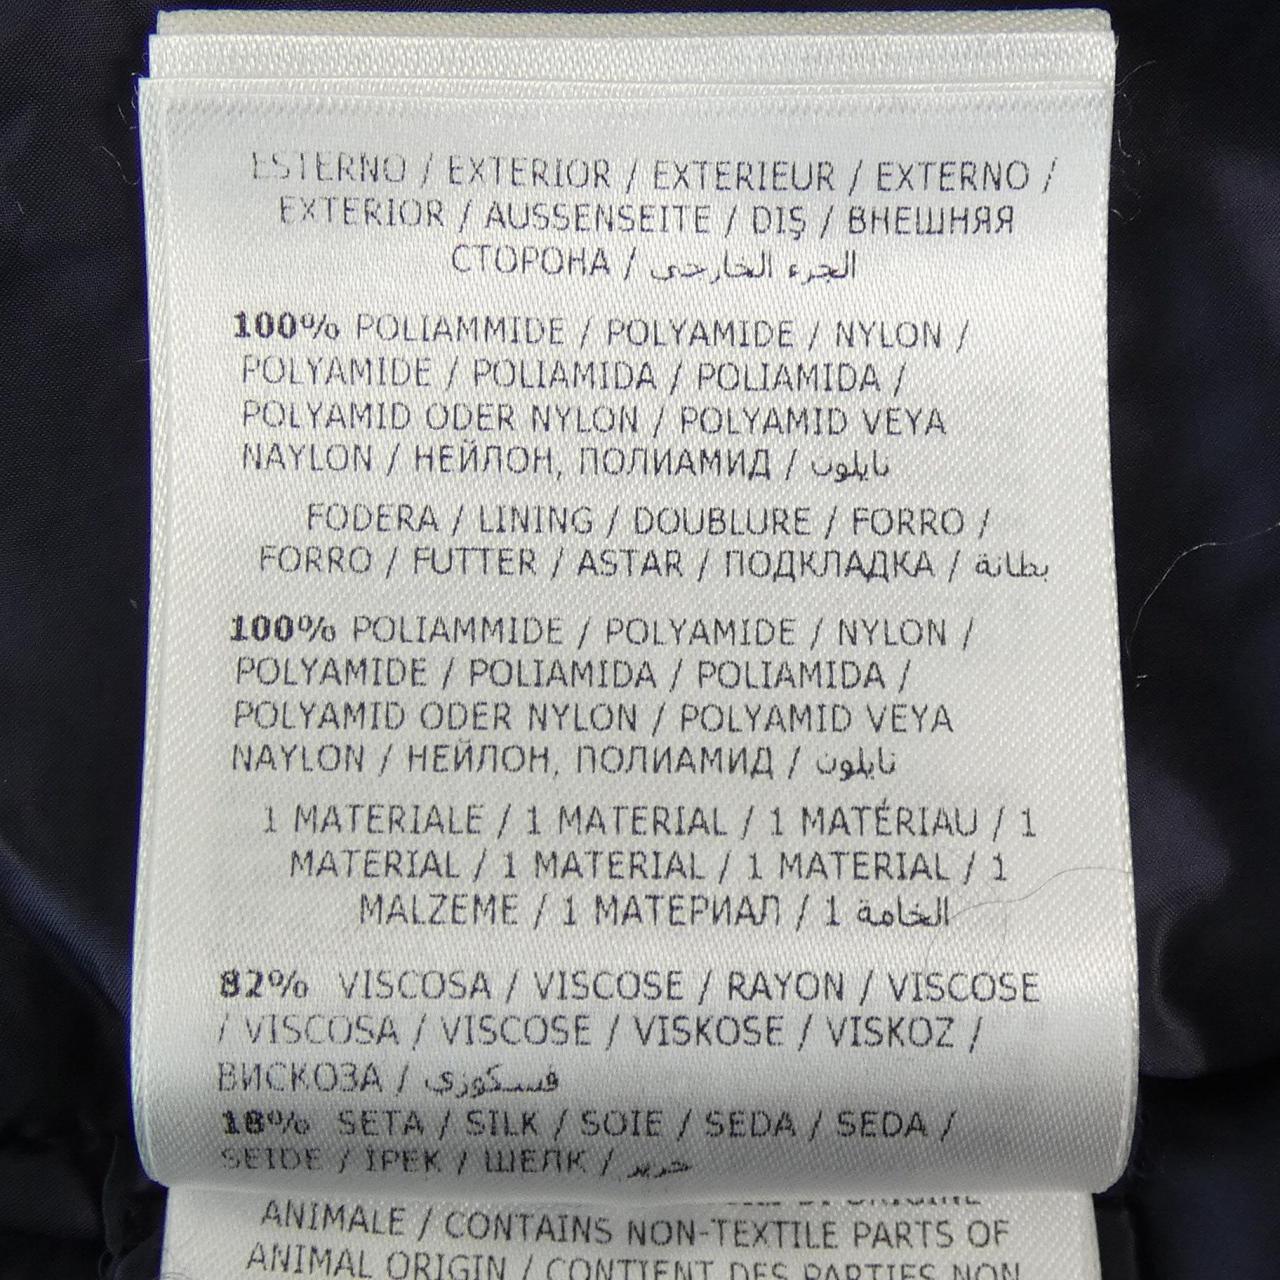 ESTERNO / EXTERIOR / EXTERIEUR / EXTERNO /
EXTERIOR / AUSSENSEITE / DIŞ / ВНЕШНЯЯ
СТОРОНА / الجزء الخارجي
100% POLIAMMIDE / POLYAMIDE / NYLON /
POLYAMIDE / POLIAMIDA / POLIAMIDA /
POLYAMID ODER NYLON / POLYAMID VEYA
NAYLON / НЕЙЛОН, ПОЛИАМИД / نايلون
FODERA / LINING / DOUBLURE / FORRO /
FORRO / FUTTER / ASTAR / ПОДКЛАДКА / بطانة
100% POLIAMMIDE / POLYAMIDE / NYLON /
POLYAMIDE / POLIAMIDA / POLIAMIDA /
POLYAMID ODER NYLON / POLYAMID VEYA
NAYLON / НЕЙЛОН, ПОЛИАМИД / نايلون
1 MATERIALE / 1 MATERIAL / 1 MATÉRIAU / 1
MATERIAL / 1 MATERIAL / 1 MATERIAL / 1
MALZEME / 1 МАТЕРИАЛ / 1 الخامة
82% VISCOSA / VISCOSE / RAYON / VISCOSE
/ VISCOSA / VISCOSE / VISKOSE / VISKOZ /
ВИСКОЗА / فسكوزي
18% SETA / SILK / SOIE / SEDA / SEDA /
SEIDE / IPEK / ШЕЛК / حرير
ORIGINE
ANIMALE / CONTAINS NON-TEXTILE PARTS OF
ANIMAL ORIGIN / CONTIENT DES PARTIES NON